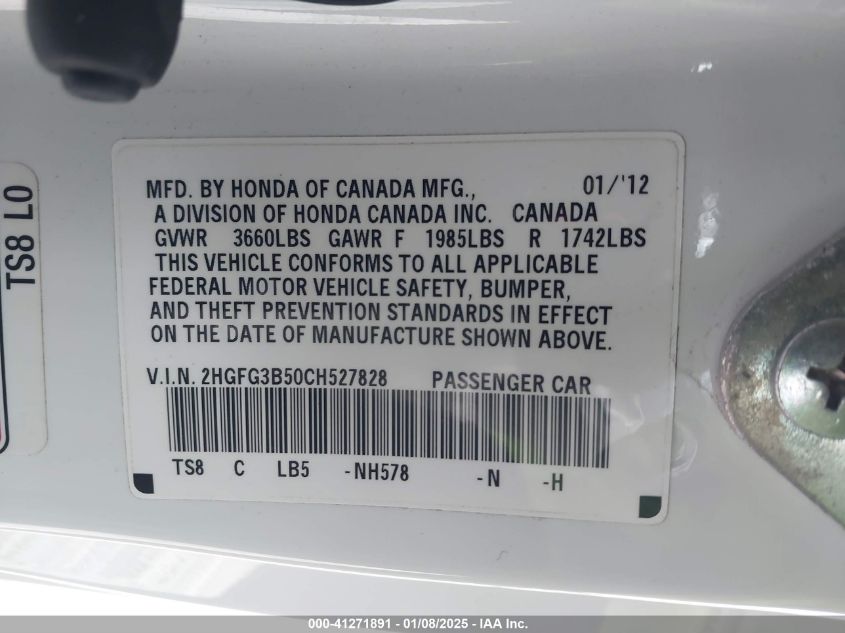 MFD. BY HONDA OF CANADA MFG., 01/'12
A DIVISION OF HONDA CANADA INC. CANADA
GVWR 3660LBS GAWR F 1985LBS R 1742LBS
THIS VEHICLE CONFORMS TO ALL APPLICABLE
FEDERAL MOTOR VEHICLE SAFETY, BUMPER,
AND THEFT PREVENTION STANDARDS IN EFFECT
ON THE DATE OF MANUFACTURE SHOWN ABOVE.
V.I.N. 2HGFG3B50CH527828 PASSENGER CAR
TS8 C LB5 -NH578 -N -H
TS8 L0
000-41271891 - 01/08/2025 - IAA Inc.